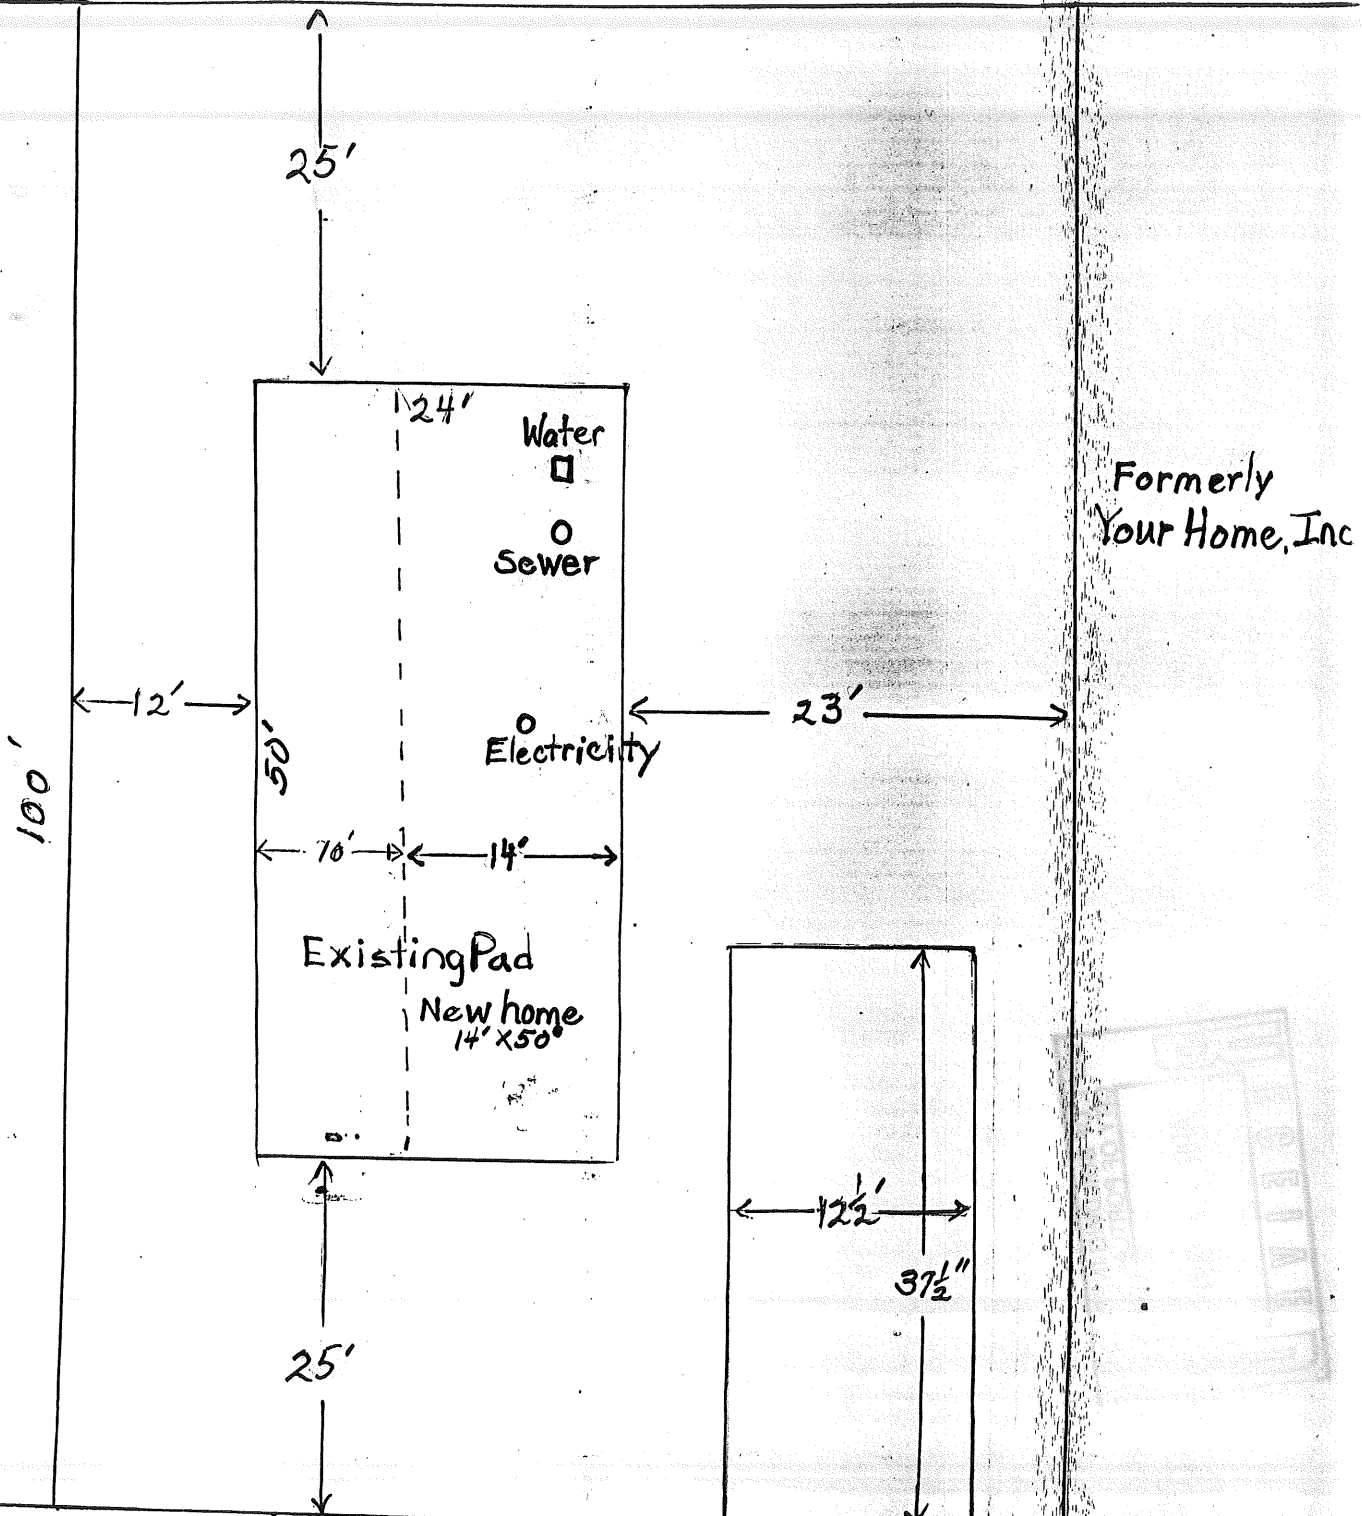 25'
24'
Water
Sewer
Formerly
Your Home, Inc
12'
23'
50'
Electricity
100'
10'
14'
Existing Pad
New home
14' X 50'
12½'
37½"
25'